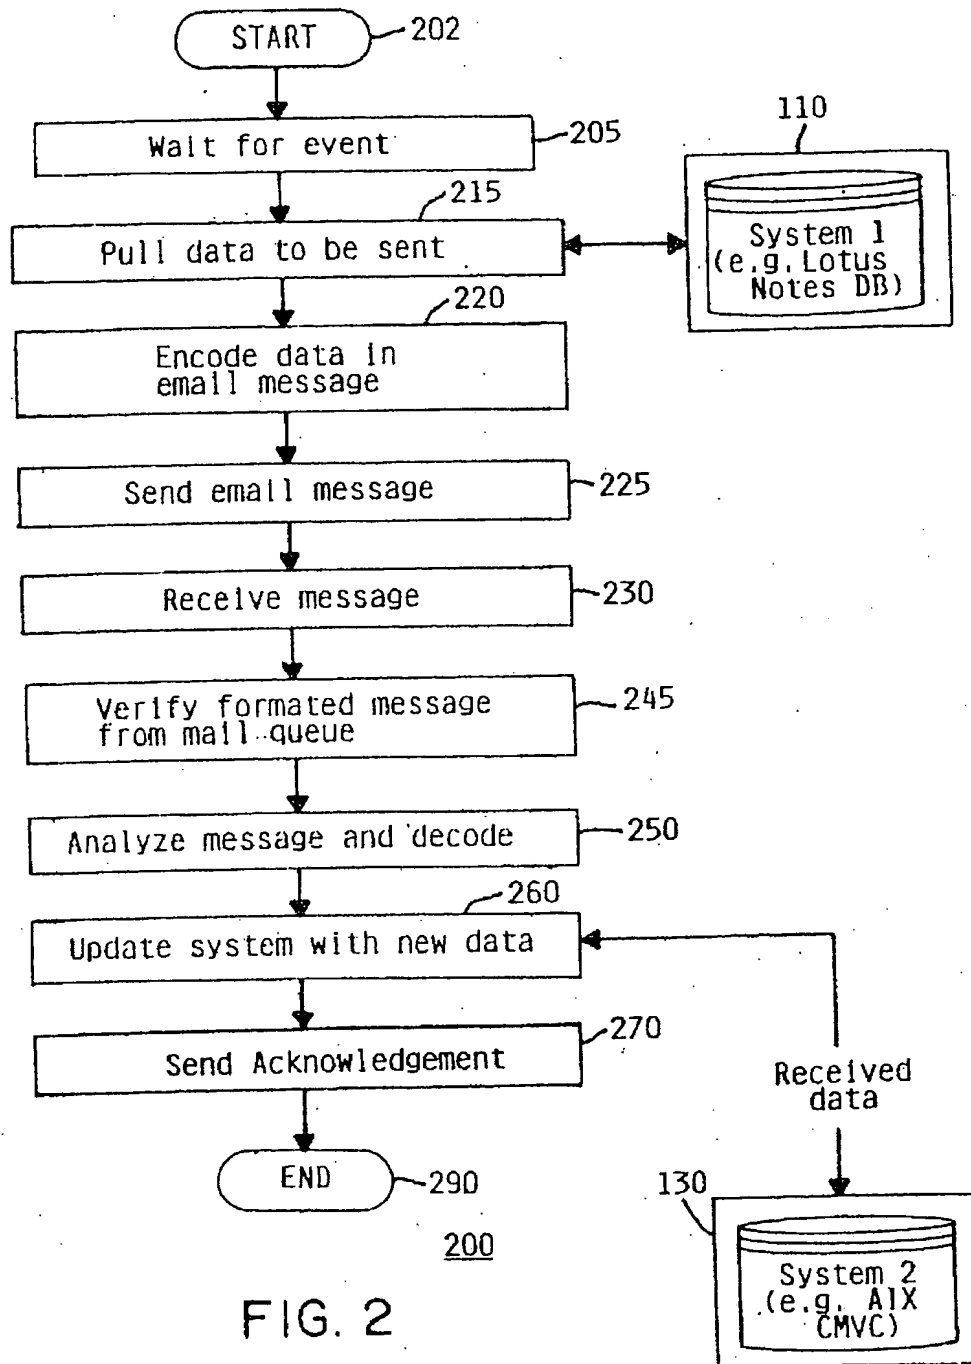 START
202
Wait for event
205
110
215
Pull data to be sent
System 1
(e.g. Lotus
Notes DB)
220
Encode data in
email message
Send email message
225
Receive message
230
Verify formated message
from mail queue
245
Analyze message and decode
250
260
Update system with new data
270
Send Acknowledgement
Received
data
END
290
130
200
System 2
(e.g. AIX
CMVC)
FIG. 2